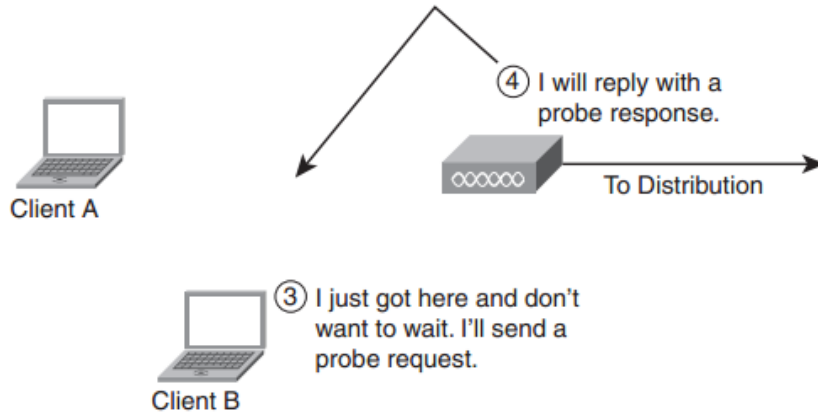 ④ I will reply with a
probe response.
To Distribution
Client A
③ I just got here and don't
want to wait. I'll send a
probe request.
Client B